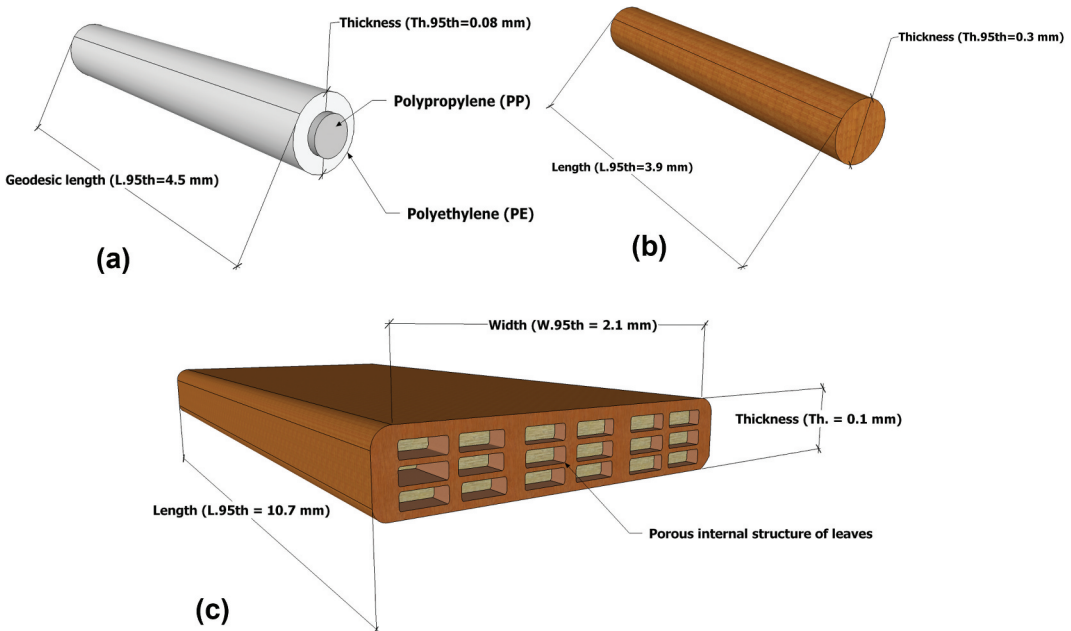 Thickness (Th.95th=0.08 mm)
Polypropylene (PP)
Geodesic length (L.95th=4.5 mm)
Polyethylene (PE)
(a)
Thickness (Th.95th=0.3 mm)
Length (L.95th=3.9 mm)
(b)
Width (W.95th = 2.1 mm)
Thickness (Th. = 0.1 mm)
Length (L.95th = 10.7 mm)
Porous internal structure of leaves
(c)